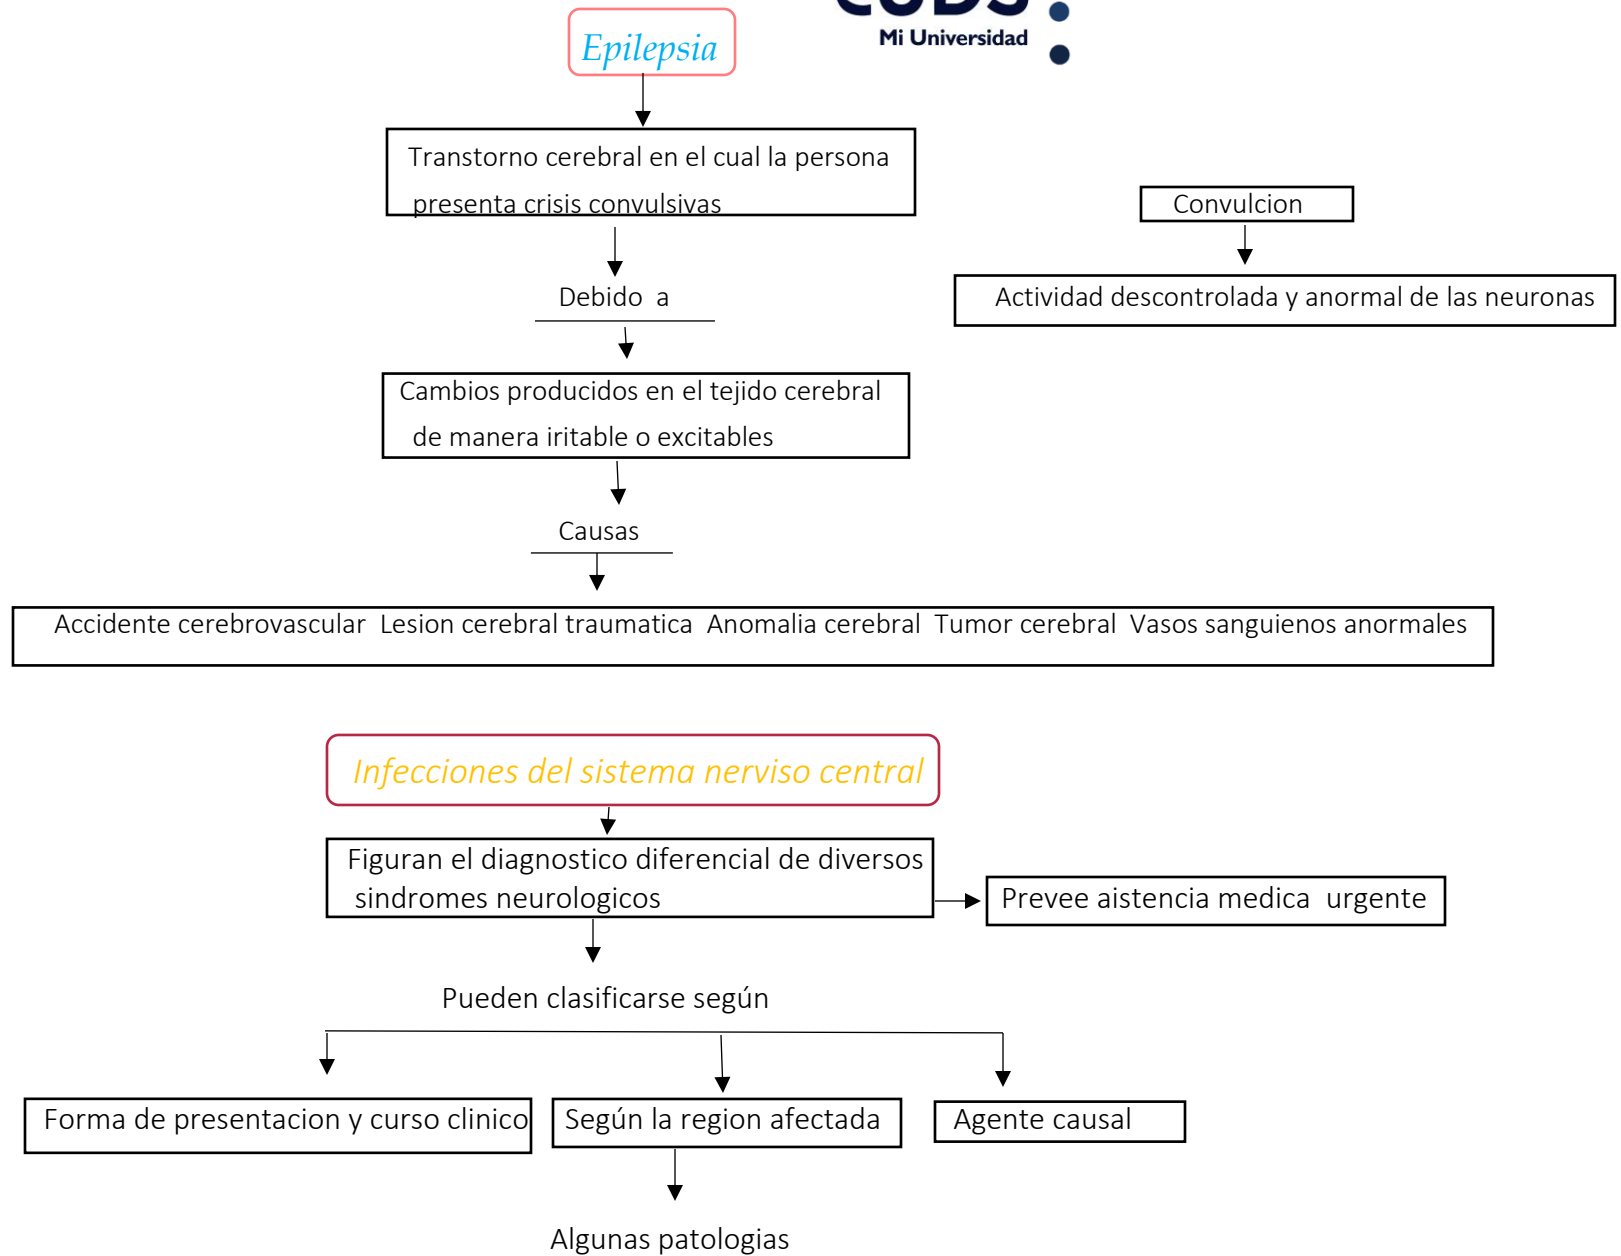 Mi Universidad
Epilepsia
Transtorno cerebral en el cual la persona
presenta crisis convulsivas
Convulcion
Actividad descontrolada y anormal de las neuronas
Debido a
Cambios producidos en el tejido cerebral
de manera iritable o excitables
Causas
Accidente cerebrovascular Lesion cerebral traumatica Anomalia cerebral Tumor cerebral Vasos sanguienos anormales
Infecciones del sistema nerviso central
Figuran el diagnostico diferencial de diversos
sindromes neurologicos
Prevee aistencia medica urgente
Pueden clasificarse según
Forma de presentacion y curso clinico
Según la region afectada
Agente causal
Algunas patologias